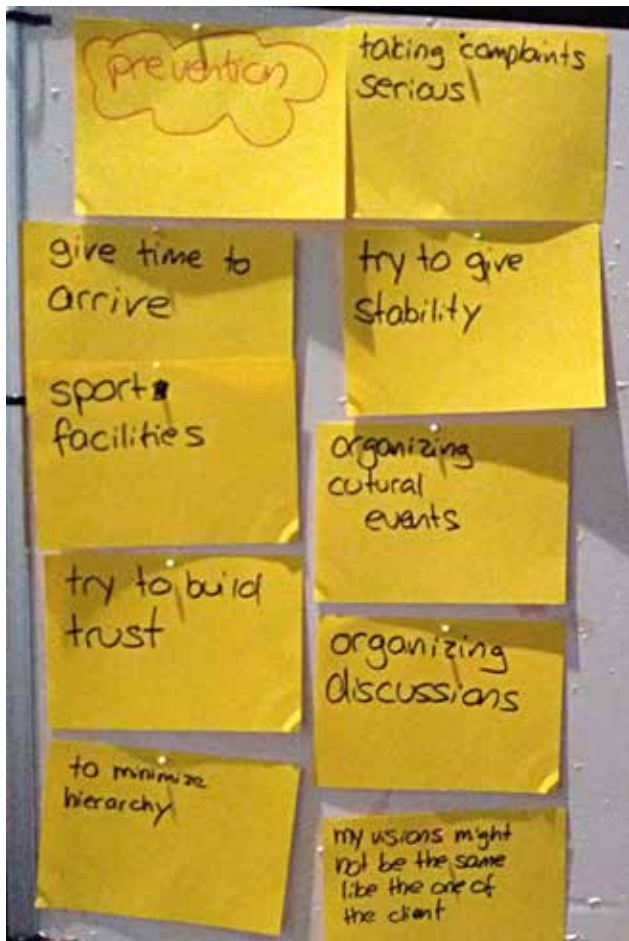 prevention
taking complaints
serious
give time to
arrive
try to give
stability
sport
facilities
organizing
cutural
events
try to build
trust
organizing
discussions
to minimize
hierarchy
my visions might
not be the same
like the one of
the client